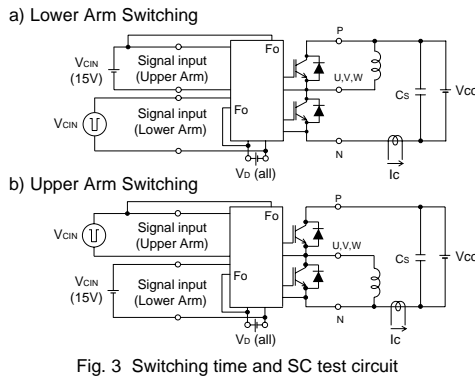 a) Lower Arm Switching
VCIN
(15V)
Signal input
(Upper Arm)
Fo
P
VCIN
Signal input
(Lower Arm)
Fo
U,V,W
CS
Vcc
VD (all)
N
Ic
b) Upper Arm Switching
VCIN
Signal input
(Upper Arm)
Fo
P
VCIN
(15V)
Signal input
(Lower Arm)
Fo
U,V,W
CS
Vcc
VD (all)
N
Ic
Fig. 3 Switching time and SC test circuit